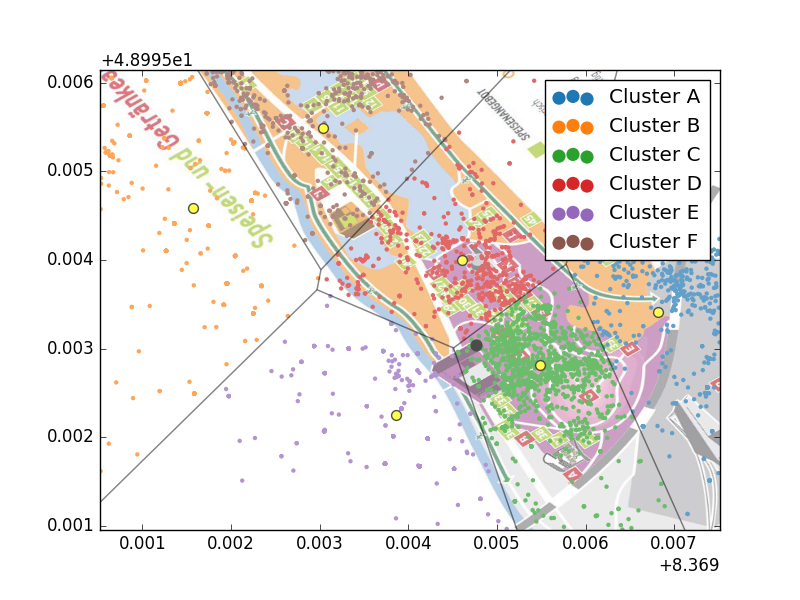 +4.8995e1
0.006
0.005
0.004
0.003
0.002
0.001
Speisen- und Getränkea
SPEISENANGEBOT
Cluster A
Cluster B
Cluster C
Cluster D
Cluster E
Cluster F
0.001 0.002 0.003 0.004 0.005 0.006 0.007
+8.369